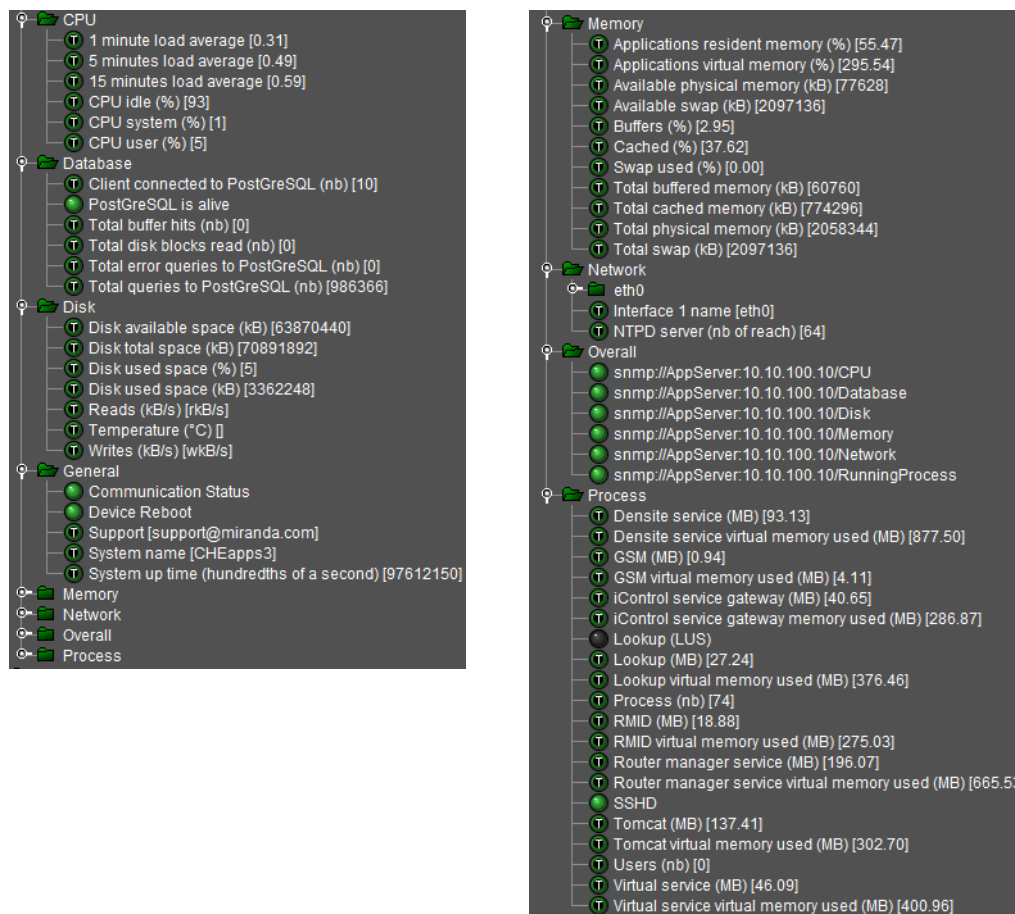 CPU
1 minute load average [0.31]
5 minutes load average [0.49]
15 minutes load average [0.59]
CPU idle (%) [93]
CPU system (%) [1]
CPU user (%) [5]
Database
Client connected to PostGreSQL (nb) [10]
PostGreSQL is alive
Total buffer hits (nb) [0]
Total disk blocks read (nb) [0]
Total error queries to PostGreSQL (nb) [0]
Total queries to PostGreSQL (nb) [986366]
Disk
Disk available space (kB) [63870440]
Disk total space (kB) [70891892]
Disk used space (%) [5]
Disk used space (kB) [3362248]
Reads (kB/s) [rkB/s]
Temperature (°C) []
Writes (kB/s) [wkB/s]
General
Communication Status
Device Reboot
Support [support@miranda.com]
System name [CHEapps3]
System up time (hundredths of a second) [97612150]
Memory
Network
Overall
Process
Memory
Applications resident memory (%) [55.47]
Applications virtual memory (%) [295.54]
Available physical memory (kB) [77628]
Available swap (kB) [2097136]
Buffers (%) [2.95]
Cached (%) [37.62]
Swap used (%) [0.00]
Total buffered memory (kB) [60760]
Total cached memory (kB) [774296]
Total physical memory (kB) [2058344]
Total swap (kB) [2097136]
Network
eth0
Interface 1 name [eth0]
NTPD server (nb of reach) [64]
Overall
snmp://AppServer:10.10.100.10/CPU
snmp://AppServer:10.10.100.10/Database
snmp://AppServer:10.10.100.10/Disk
snmp://AppServer:10.10.100.10/Memory
snmp://AppServer:10.10.100.10/Network
snmp://AppServer:10.10.100.10/RunningProcess
Process
Densite service (MB) [93.13]
Densite service virtual memory used (MB) [877.50]
GSM (MB) [0.94]
GSM virtual memory used (MB) [4.11]
iControl service gateway (MB) [40.65]
iControl service gateway memory used (MB) [286.87]
Lookup (LUS)
Lookup (MB) [27.24]
Lookup virtual memory used (MB) [376.46]
Process (nb) [74]
RMID (MB) [18.88]
RMID virtual memory used (MB) [275.03]
Router manager service (MB) [196.07]
Router manager service virtual memory used (MB) [665.53
SSHD
Tomcat (MB) [137.41]
Tomcat virtual memory used (MB) [302.70]
Users (nb) [0]
Virtual service (MB) [46.09]
Virtual service virtual memory used (MB) [400.96]